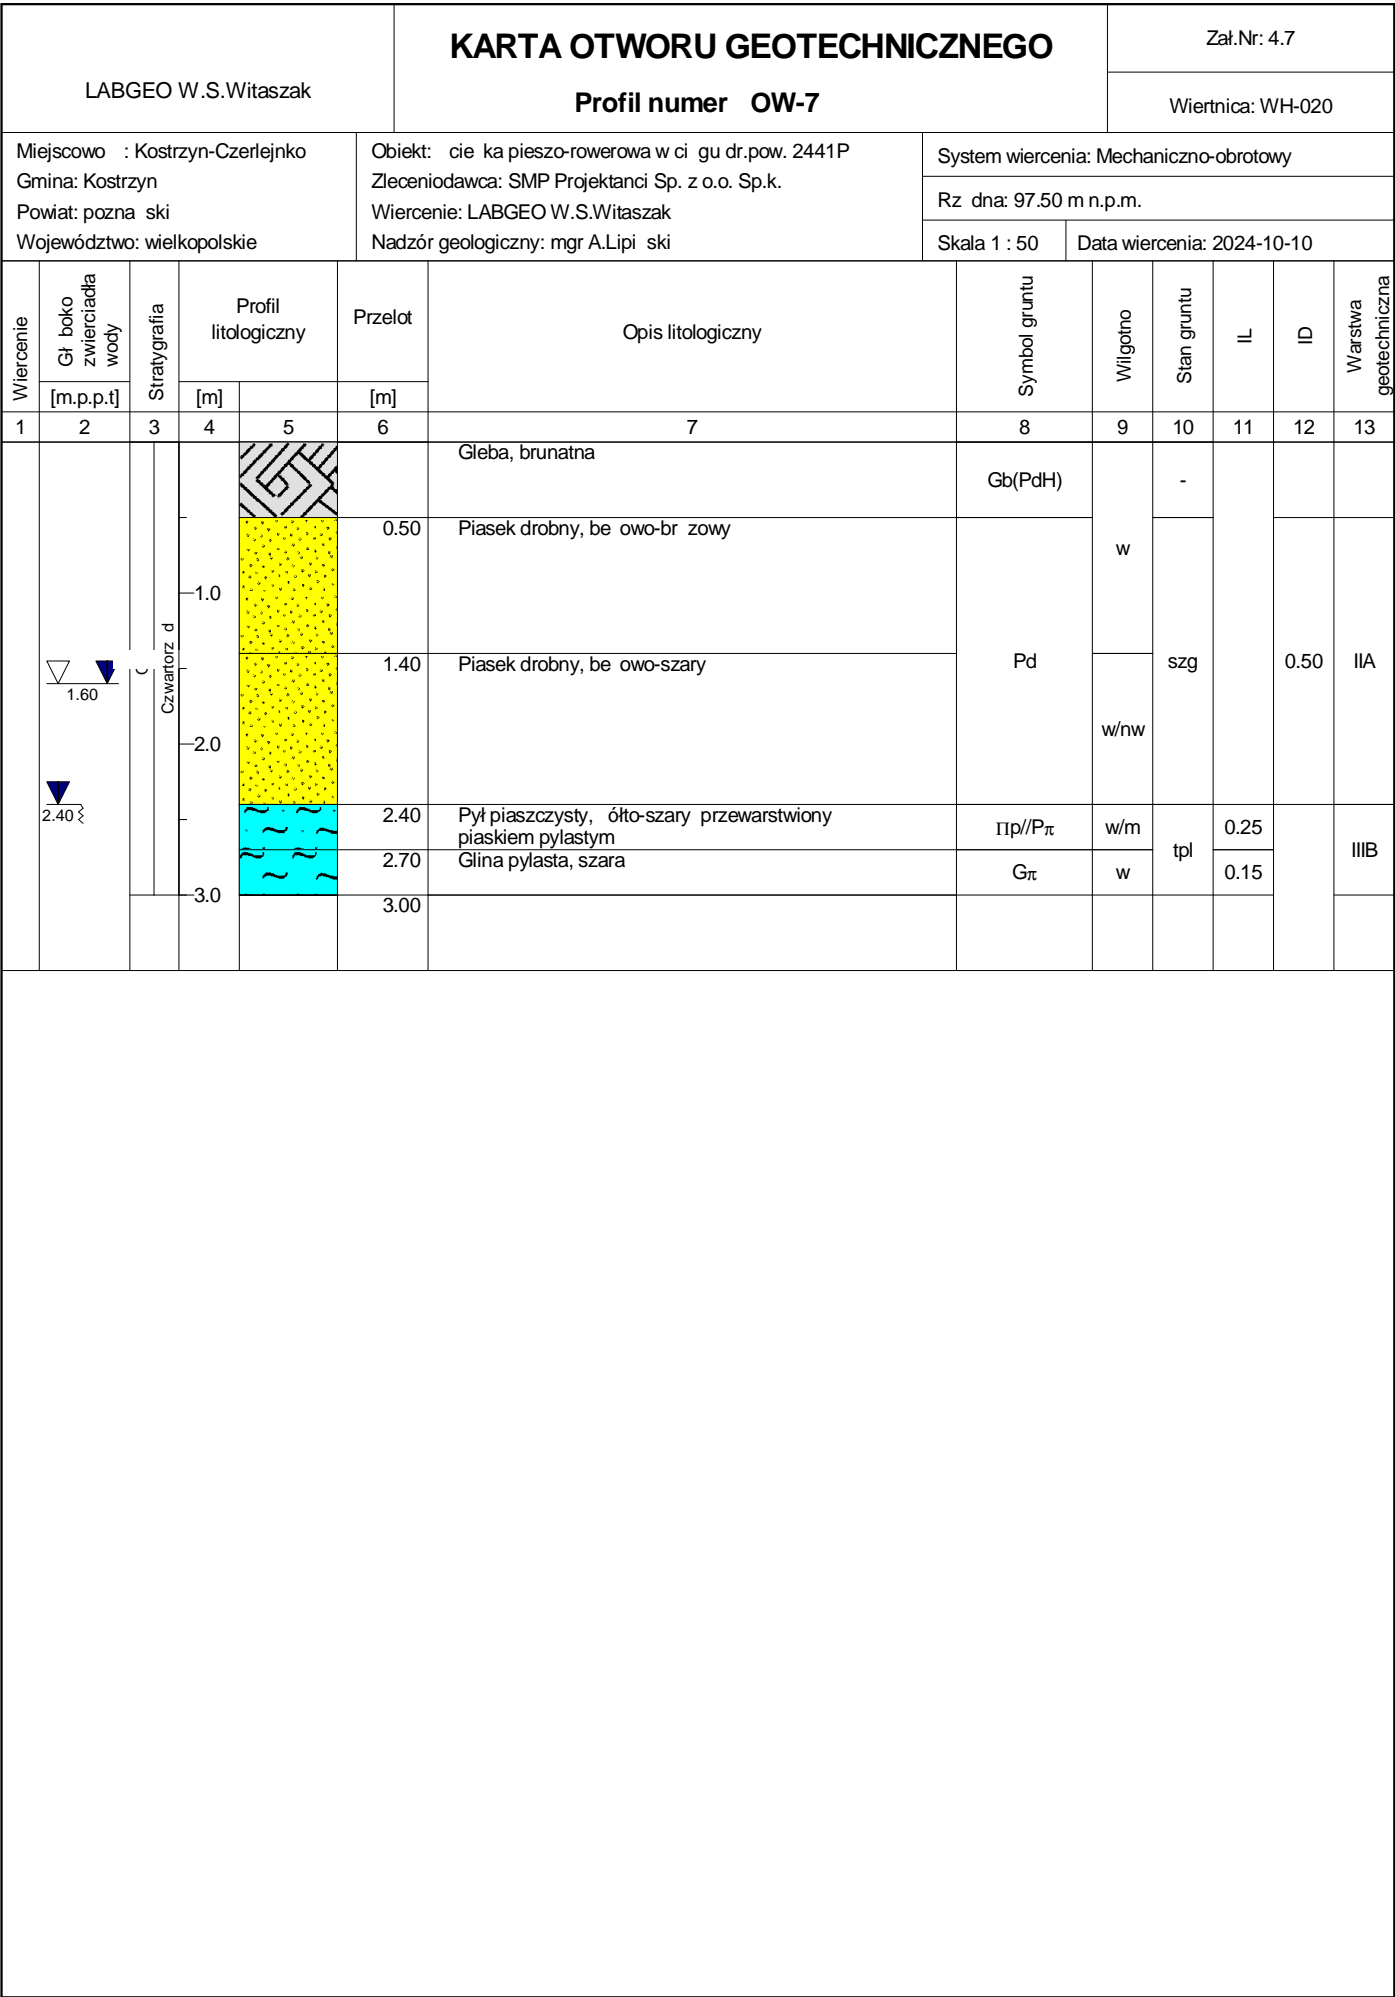 LABGEO W.S.Witaszak
KARTA OTWORU GEOTECHNICZNEGO
Profil numer OW-7
Zał.Nr: 4.7
Wiertnica: WH-020
Miejscowo : Kostrzyn-Czerlejnko
Gmina: Kostrzyn
Powiat: pozna ski
Województwo: wielkopolskie
Obiekt: cie ka pieszo-rowerowa w ci gu dr.pow. 2441P
Zleceniodawca: SMP Projektanci Sp. z o.o. Sp.k.
Wiercenie: LABGEO W.S.Witaszak
Nadzór geologiczny: mgr A.Lipi ski
System wiercenia: Mechaniczno-obrotowy
Rz dna: 97.50 m n.p.m.
Skala 1 : 50 Data wiercenia: 2024-10-10
Wiercenie
Gł boko
zwierciadła
wody
[m.p.p.t]
Stratygrafia
Profil
litologiczny
[m]
Przelot
[m]
Opis litologiczny
Symbol gruntu
Wilgotno
Stan gruntu
IL
ID
Warstwa
geotechniczna
1 2 3 4 5 6 7 8 9 10 11 12 13
Gleba, brunatna
Gb(PdH)
-
0.50 Piasek drobny, be owo-br zowy
w
1.0
Czwartorz d
1.40 Piasek drobny, be owo-szary
Pd
szg
0.50
IIA
1.60
w/nw
2.0
2.40
2.40 Pył piaszczysty, ółto-szary przewarstwiony
piaskiem pylastym
Πp//Pπ
w/m
tpl
0.25
IIIB
2.70 Glina pylasta, szara
Gπ
w
0.15
3.0
3.00